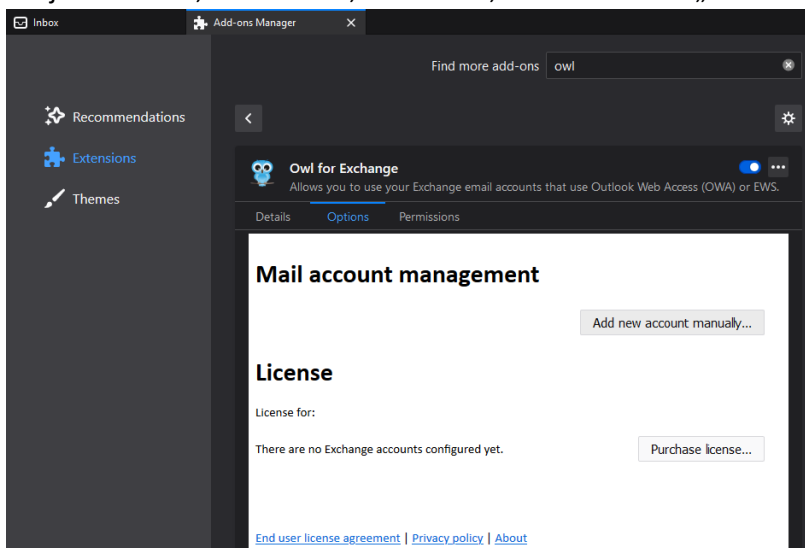 Inbox
Add-ons Manager
Find more add-ons owl
Recommendations
Extensions
Themes
Owl for Exchange
Allows you to use your Exchange email accounts that use Outlook Web Access (OWA) or EWS.
Details Options Permissions
Mail account management
Add new account manually...
License
License for:
There are no Exchange accounts configured yet.
Purchase license...
End user license agreement | Privacy policy | About